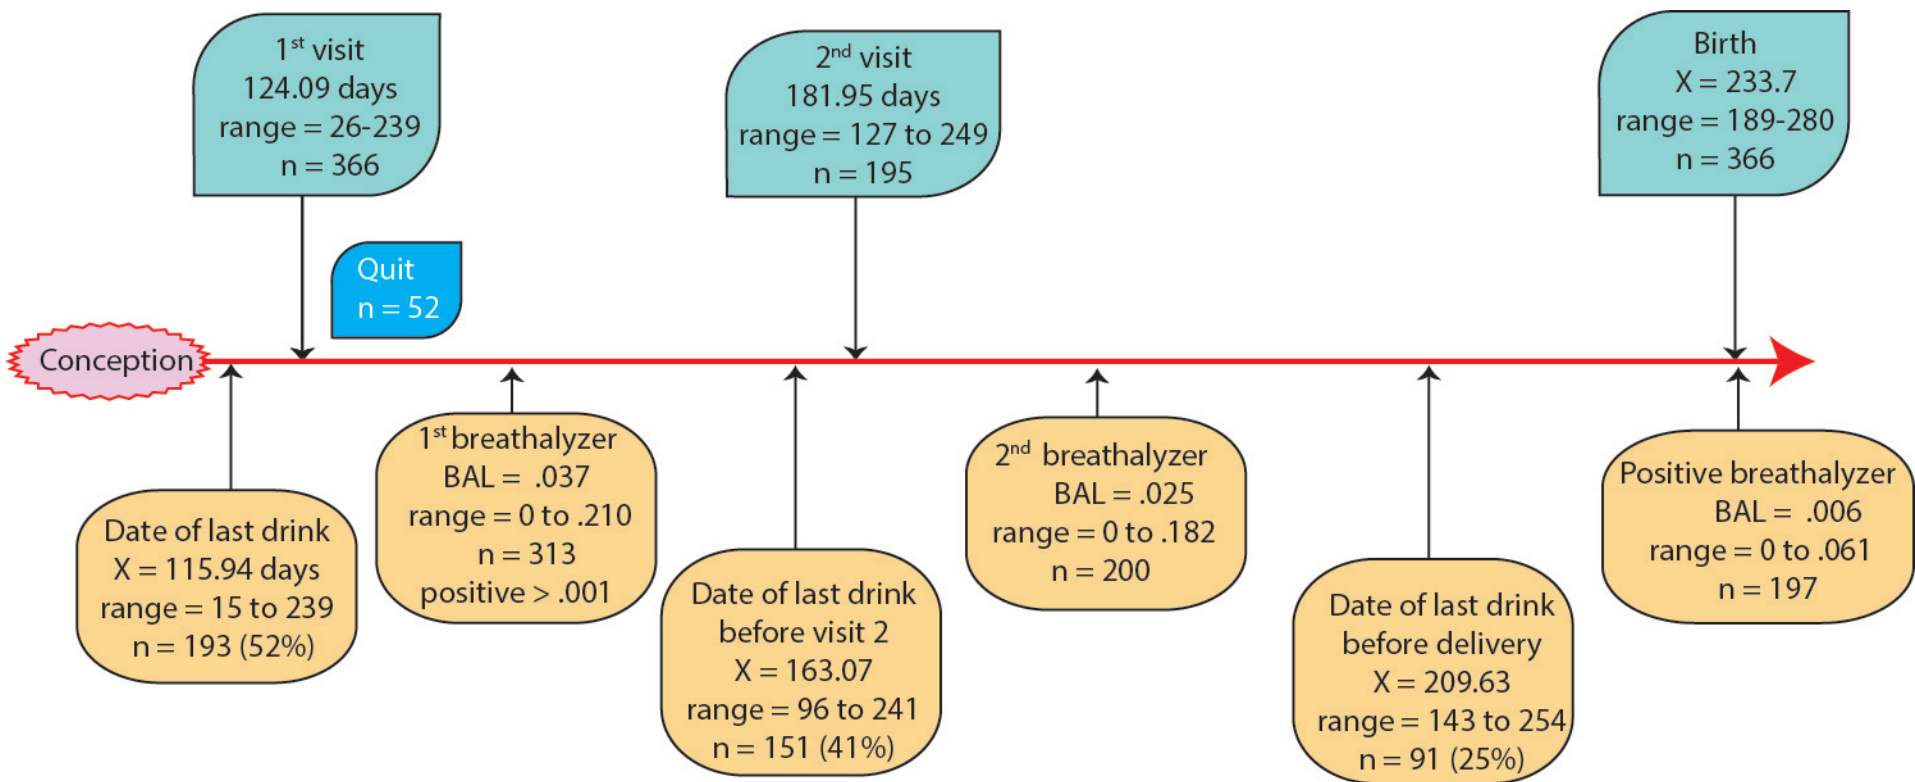 1st visit
124.09 days
range = 26-239
n = 366
2nd visit
181.95 days
range = 127 to 249
n = 195
Birth
X = 233.7
range = 189-280
n = 366
Quit
n = 52
Conception
Date of last drink
X = 115.94 days
range = 15 to 239
n = 193 (52%)
1st breathalyzer
BAL = .037
range = 0 to .210
n = 313
positive > .001
Date of last drink
before visit 2
X = 163.07
range = 96 to 241
n = 151 (41%)
2nd breathalyzer
BAL = .025
range = 0 to .182
n = 200
Date of last drink
before delivery
X = 209.63
range = 143 to 254
n = 91 (25%)
Positive breathalyzer
BAL = .006
range = 0 to .061
n = 197